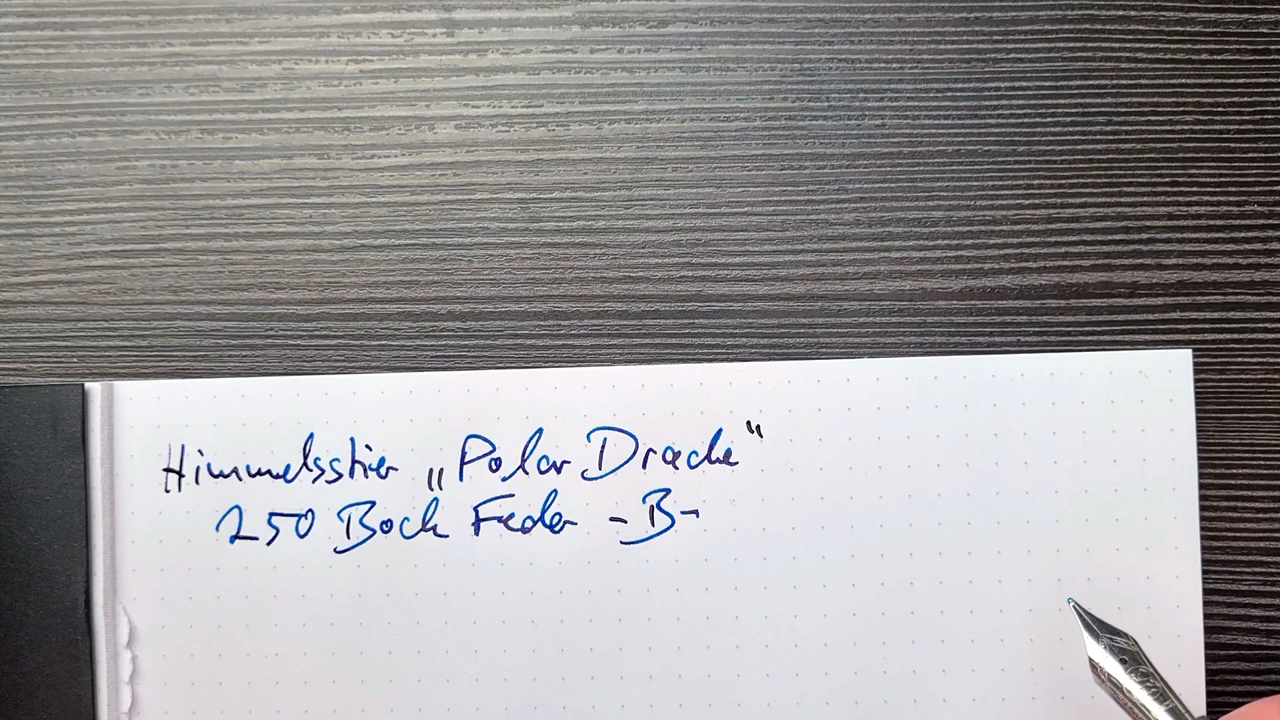 Himmelsstier „Polar Drache“
250 Bock Feder -B-